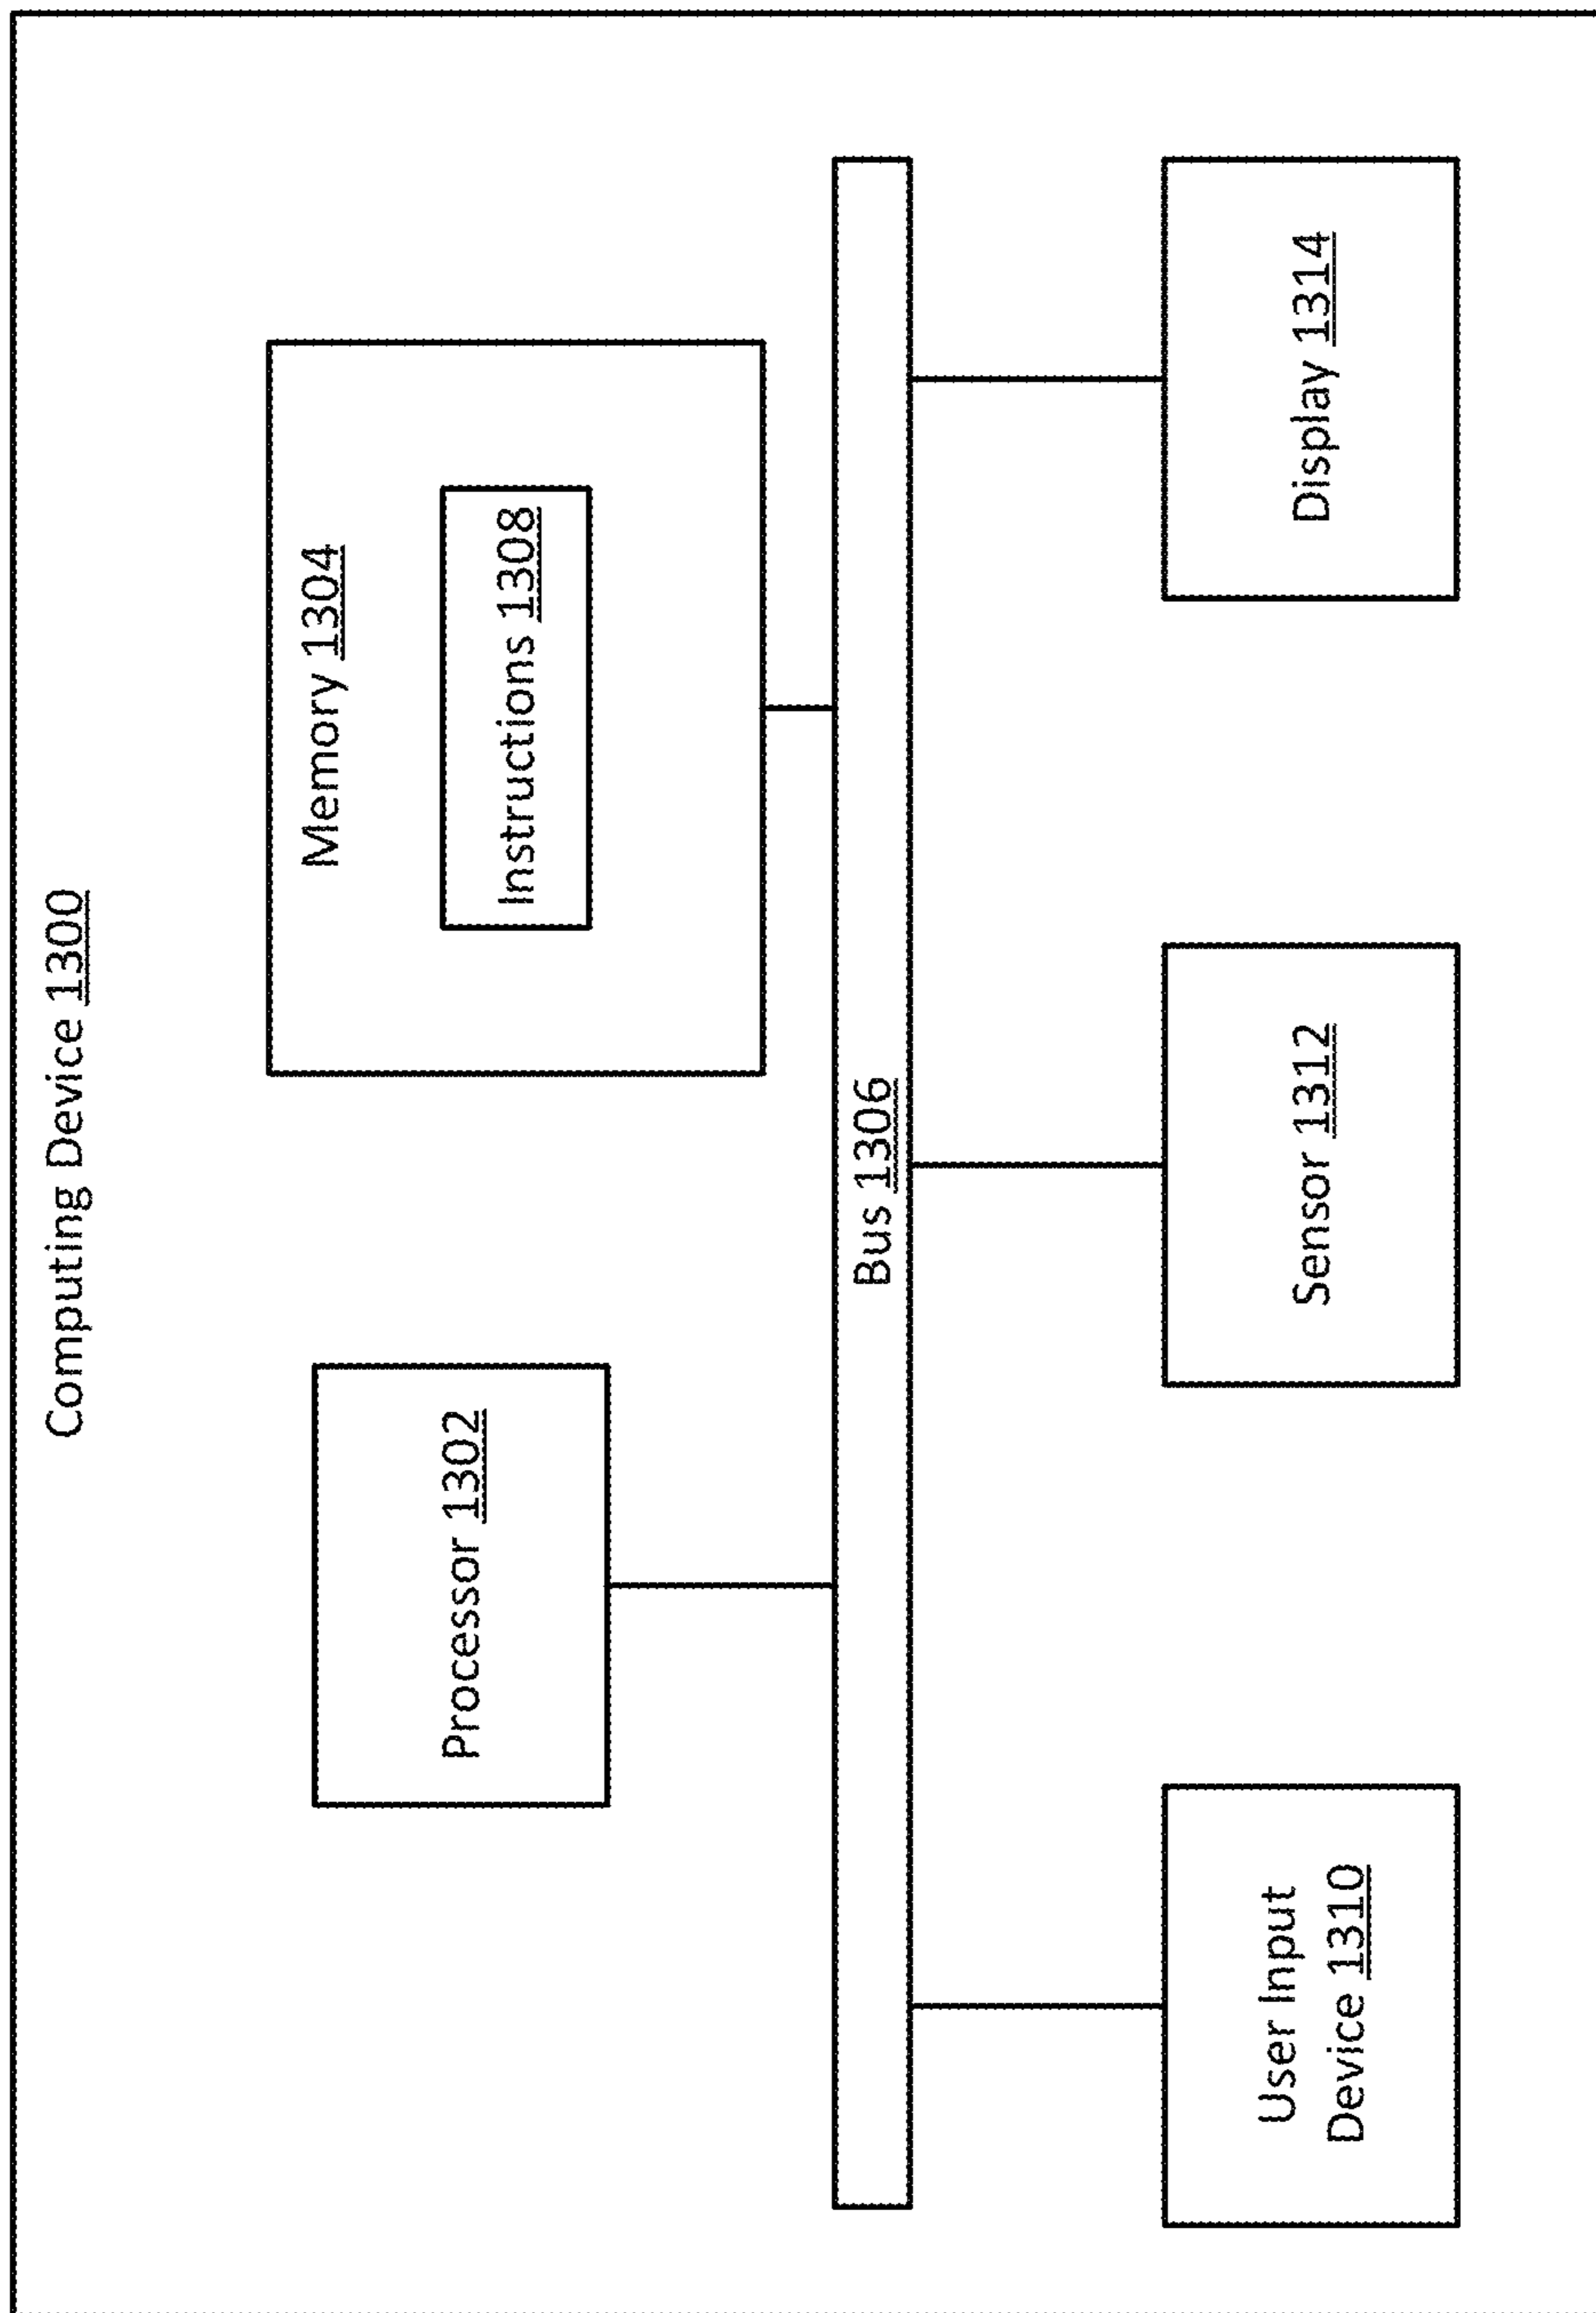 Computing Device 1300
Processor 1302
Memory 1304
Instructions 1308
Bus 1306
User Input
Device 1310
Sensor 1312
Display 1314